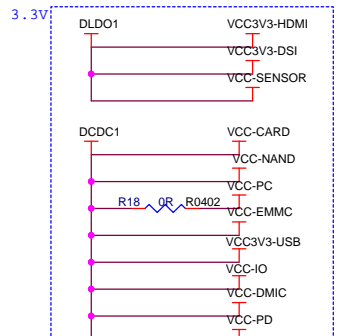 3.3V
DLDO1 VCC3V3-HDMI
VCC3V3-DSI
VCC-SENSOR
DCDC1 VCC-CARD
VCC-NAND
VCC-PC
R18 0R R0402
VCC-EMMC
VCC3V3-USB
VCC-IO
VCC-DMIC
VCC-PD